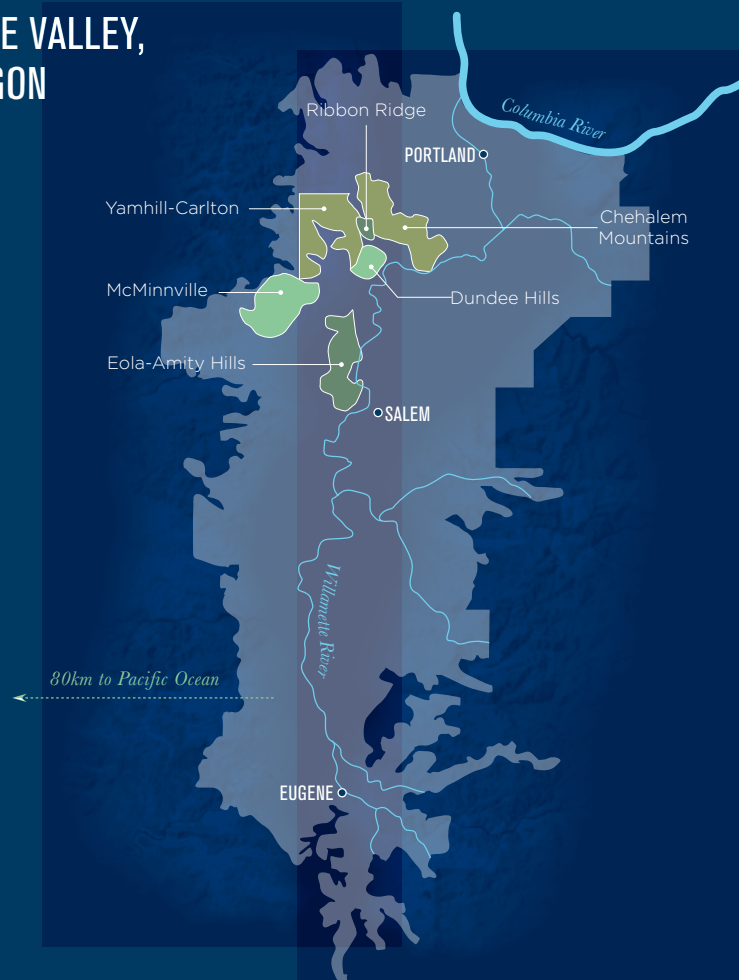 E VALLEY,
GON
Columbia River
Ribbon Ridge
PORTLAND
Yamhill-Carlton
Chehalem
Mountains
McMinnville
Dundee Hills
Eola-Amity Hills
SALEM
Willamette River
80km to Pacific Ocean
EUGENE